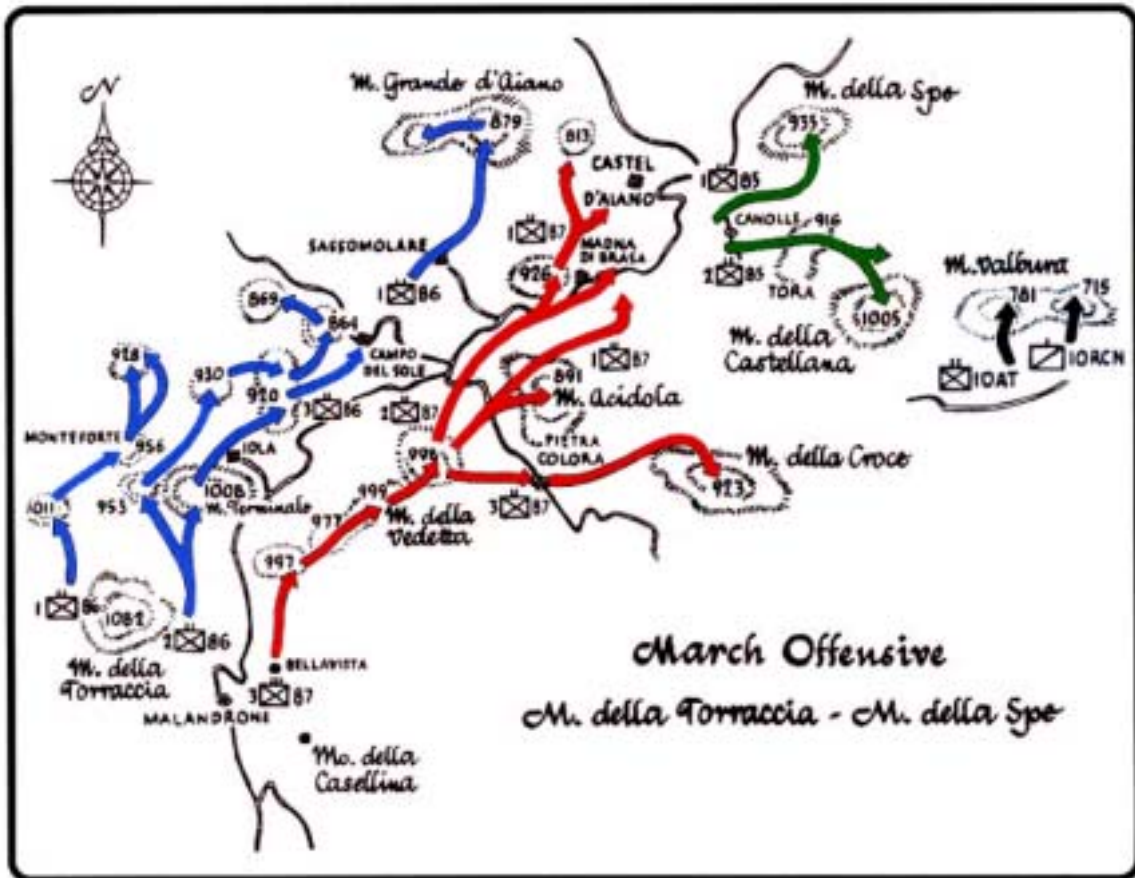 N
M. Grande d'Aiano
879
M. della Spe
935
813
CASTEL
D'AIANO
1 85
CANOLLE
916
SASSOMOLARE
1 87
MADNA
DI BRASA
926
2 85
TORA
1 86
M. Valbura
781
715
869
864
1005
M. della
Castellana
10AT
10RCN
928
930
CAMPO
DEL SOLE
1 87
920
891
M. Acidola
3 86
2 87
MONTEFORTE
956
IOLA
PIETRA
COLORA
998
M. della Croce
923
1011
953
1008
M. Terminale
999
977
M. della
Vedetta
3 87
997
1 86
1082
2 86
M. della
Torraccia
BELLAVISTA
3 87
MALANDRONE
Mo. della
Casellina
March Offensive
M. della Torraccia - M. della Spe